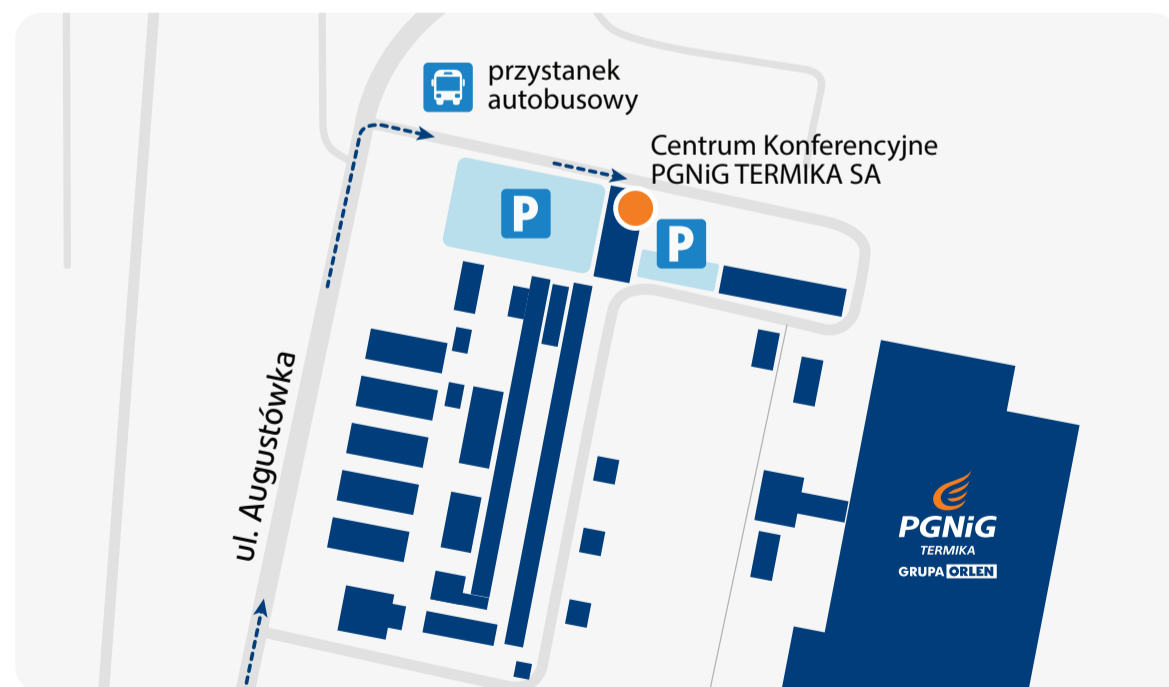 przystanek
autobusowy
Centrum Konferencyjne
PGNiG TERMIKA SA
P
P
ul. Augustówka
PGNiG
TERMIKA
GRUPA ORLEN